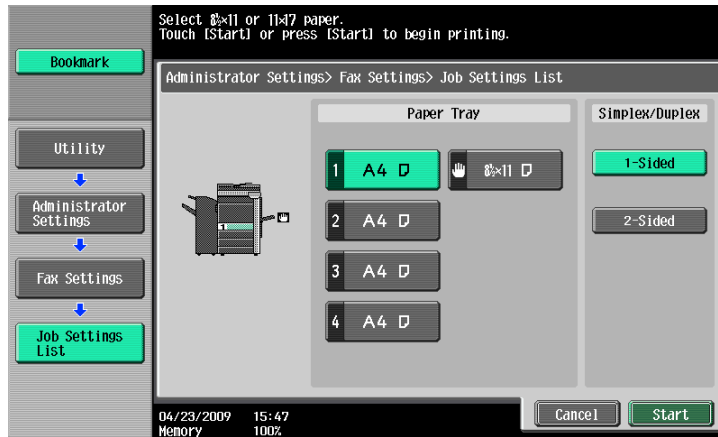 Select 8½×11 or 11×17 paper.
Touch [Start] or press [Start] to begin printing.
Bookmark
Administrator Settings> Fax Settings> Job Settings List
Paper Tray
Simplex/Duplex
Utility
Administrator
Settings
Fax Settings
Job Settings
List
1 A4
8½×11
2 A4
3 A4
4 A4
1
1-Sided
2-Sided
04/23/2009 15:47
Memory 100%
Cancel
Start